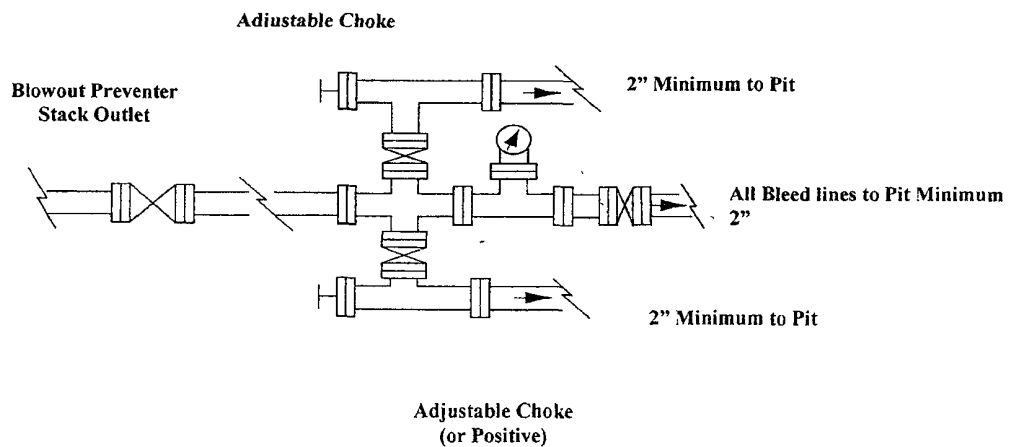 Adjustable Choke
Blowout Preventer
Stack Outlet
2” Minimum to Pit
All Bleed lines to Pit Minimum
2”
2” Minimum to Pit
Adjustable Choke
(or Positive)